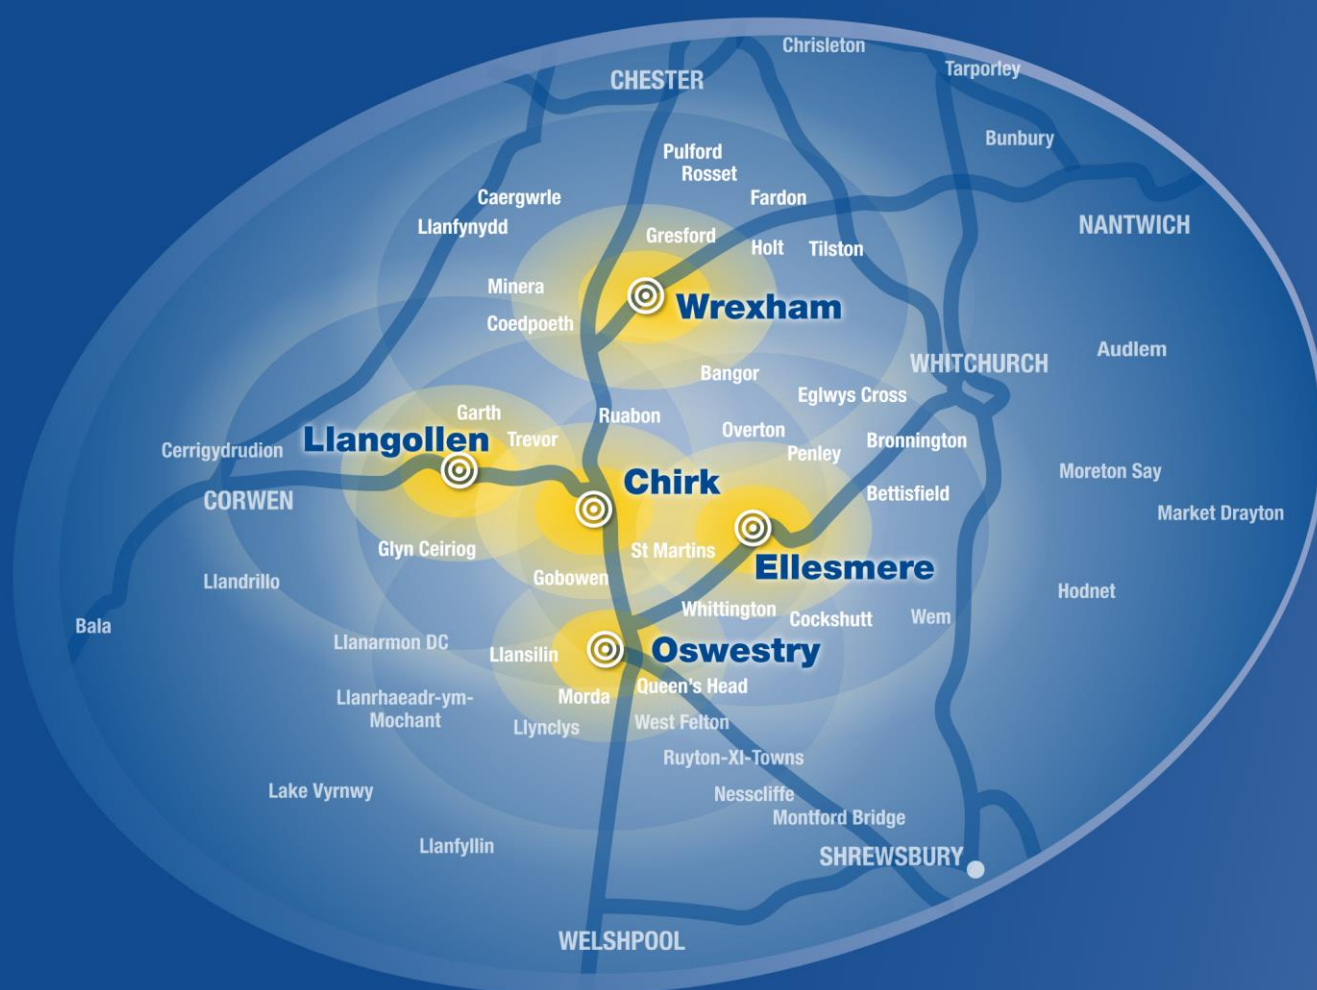 Chrisleton
Tarporley
CHESTER
Bunbury
Pulford
Rosset
Caergwrle
Fardon
Llanfynydd
NANTWICH
Gresford
Holt
Tilston
Minera
Wrexham
Coedpoeth
Audlem
WHITCHURCH
Bangor
Eglwys Cross
Garth
Ruabon
Overton
Llangollen
Trevor
Bronnington
Cerrigydrudion
Penley
Moreton Say
Chirk
Bettisfield
CORWEN
Market Drayton
Glyn Ceiriog
St Martins
Ellesmere
Gobowen
Llandrillo
Hodnet
Whittington
Cockshutt
Wem
Bala
Llanarmon DC
Llansilin
Oswestry
Queen's Head
Morda
Llanrhaeadr-ym-
Mochant
West Felton
Llynclys
Ruyton-XI-Towns
Lake Vyrnwy
Nesscliffe
Montford Bridge
Llanfyllin
SHREWSBURY
WELSHPOOL